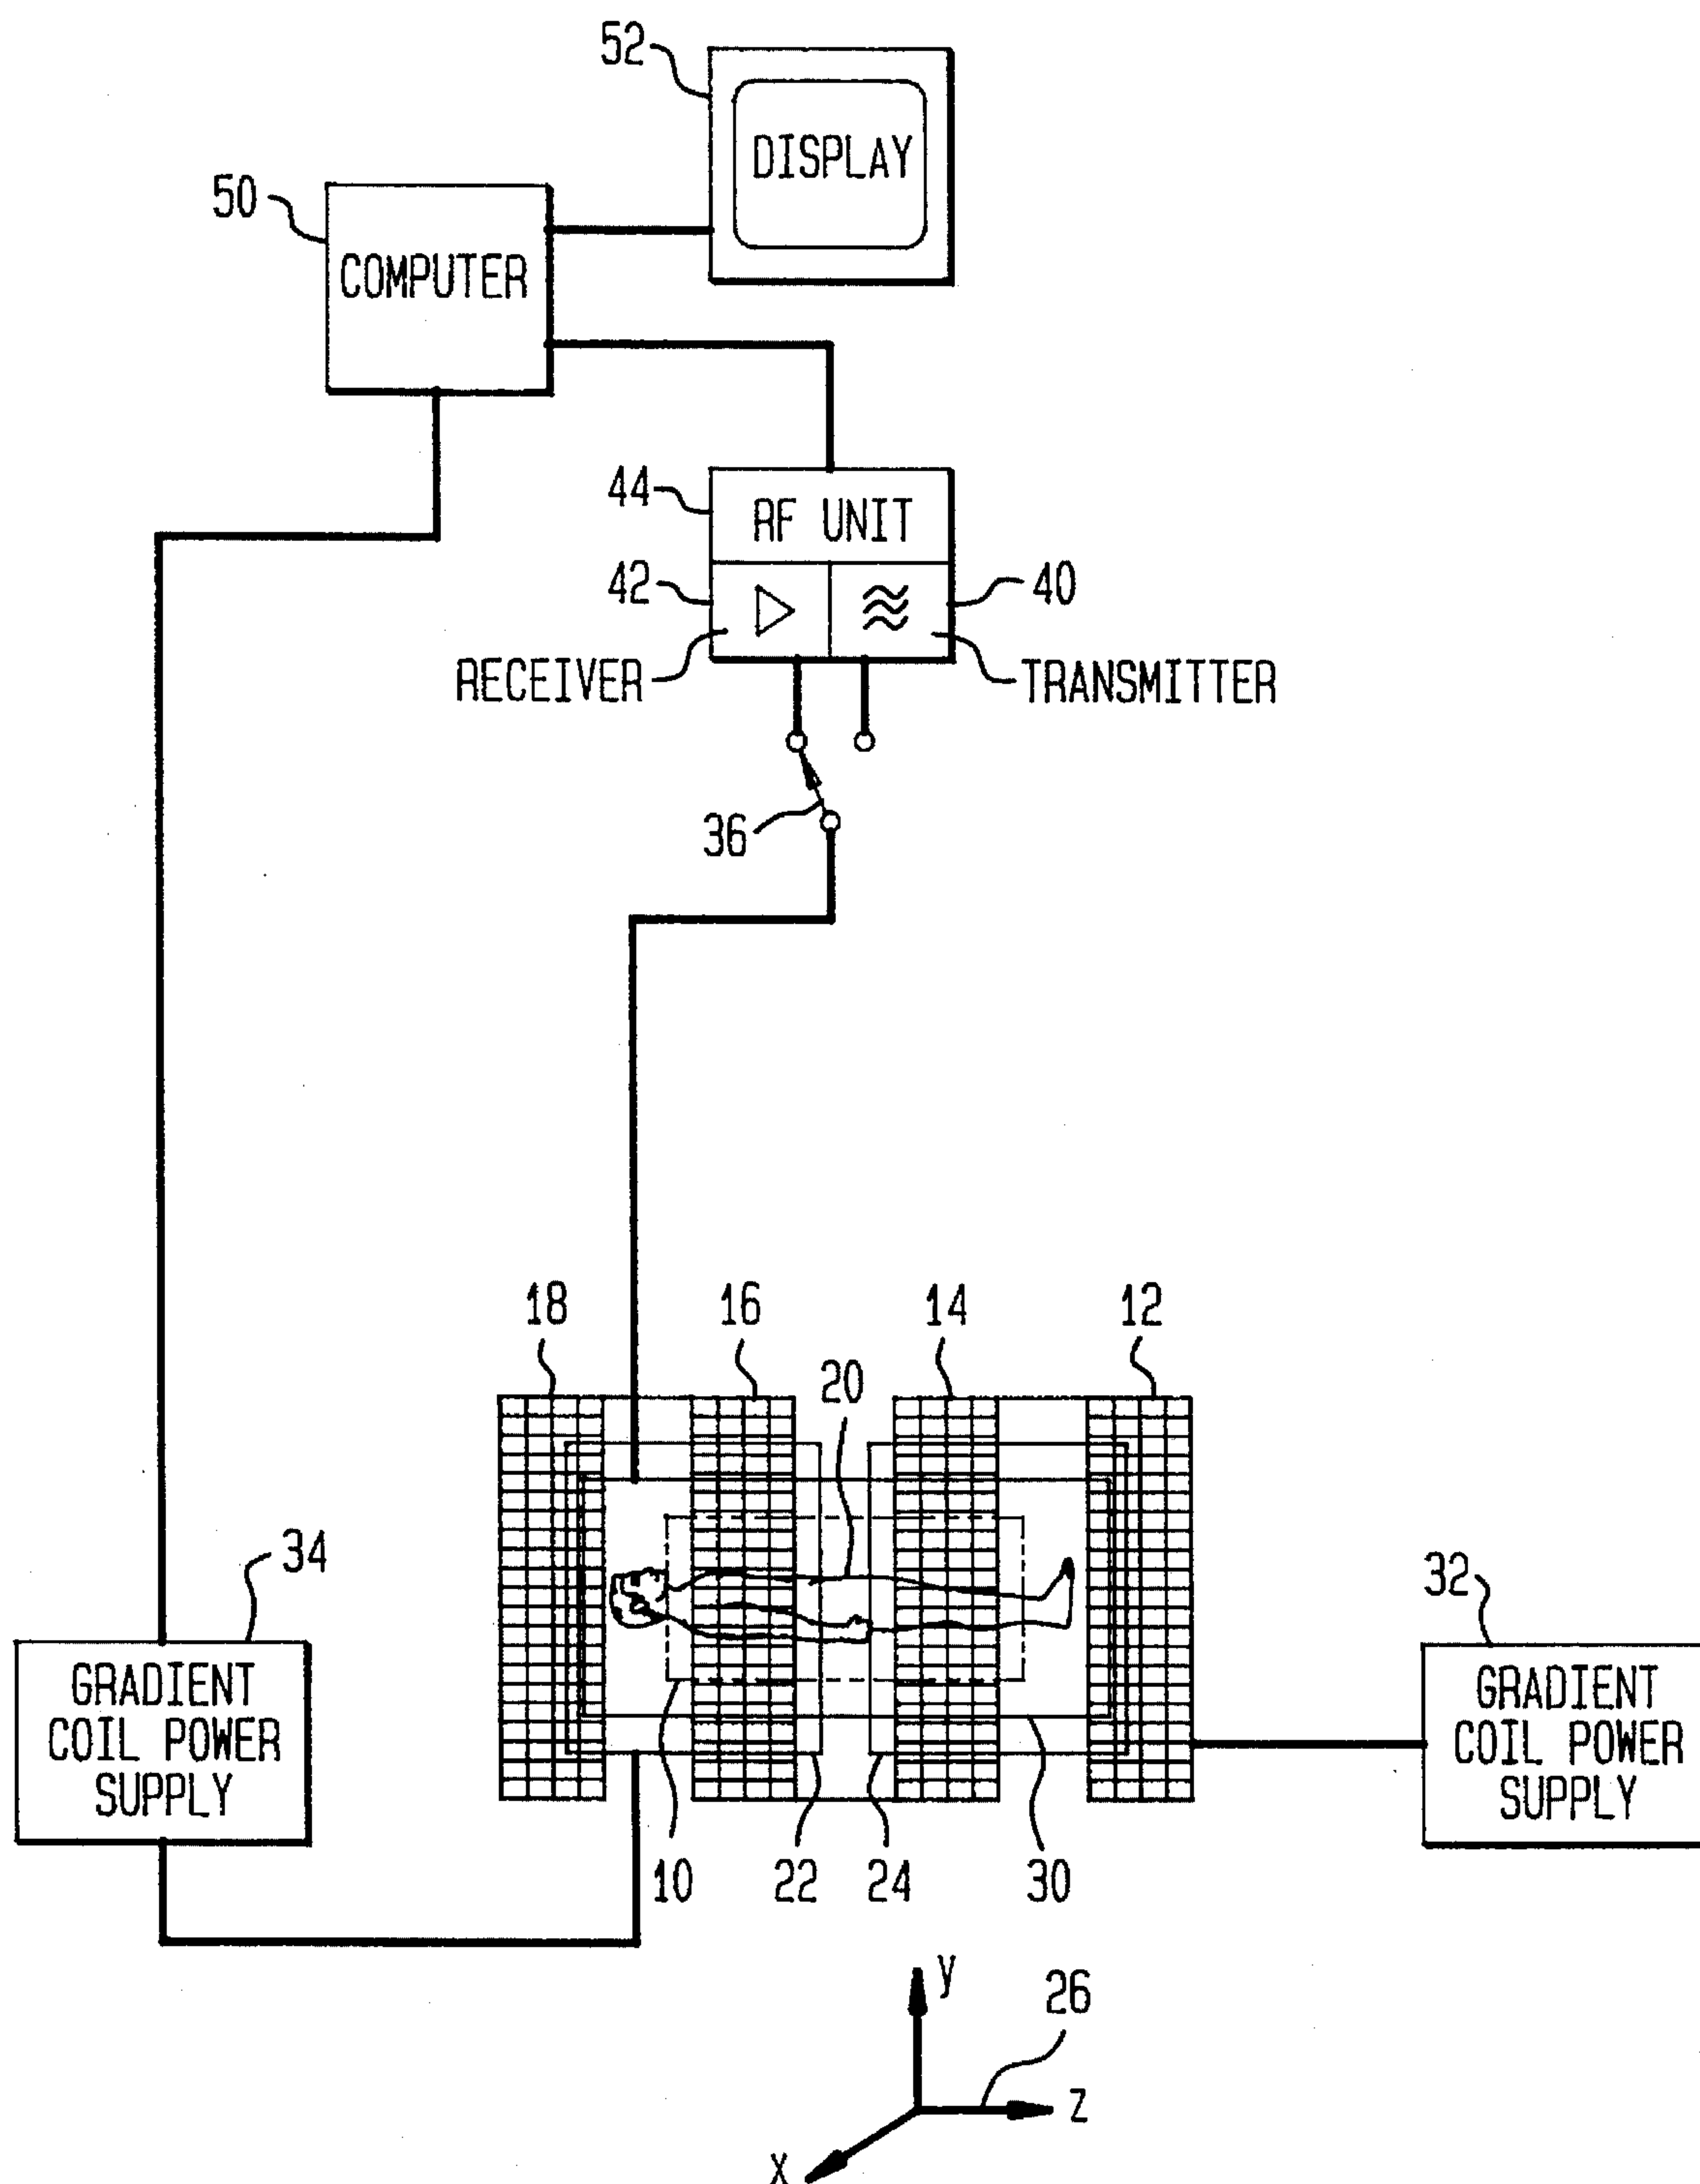 52
DISPLAY
50
COMPUTER
44
RF UNIT
42
40
RECEIVER
TRANSMITTER
36
18
16
14
12
20
34
GRADIENT
COIL POWER
SUPPLY
32
GRADIENT
COIL POWER
SUPPLY
10
22
24
30
y
26
z
x